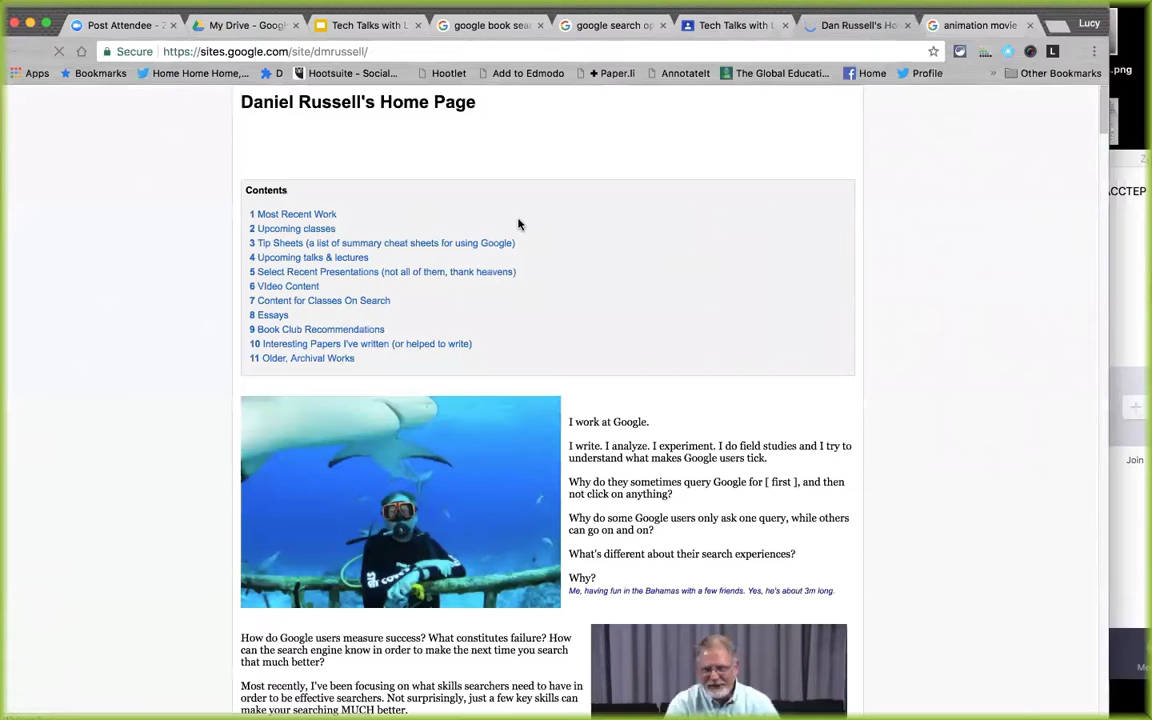 Post Attendee - Z
My Drive - Googl
Tech Talks with L
google book sea
google search op
Tech Talks with L
Dan Russell's Ho
animation movie
Lucy
Secure https://sites.google.com/site/dmrussell/
.png
Apps Bookmarks Home Home Home,... D Hootsuite - Social... Hootlet Add to Edmodo + Paper.li AnnotateIt The Global Educati... Home Profile » Other Bookmarks
Daniel Russell's Home Page
Contents
1 Most Recent Work
2 Upcoming classes
3 Tip Sheets (a list of summary cheat sheets for using Google)
4 Upcoming talks & lectures
5 Select Recent Presentations (not all of them, thank heavens)
6 VIdeo Content
7 Content for Classes On Search
8 Essays
9 Book Club Recommendations
10 Interesting Papers I've written (or helped to write)
11 Older, Archival Works
I work at Google.
I write. I analyze. I experiment. I do field studies and I try to
understand what makes Google users tick.
Why do they sometimes query Google for [ first ], and then
not click on anything?
Why do some Google users only ask one query, while others
can go on and on?
What's different about their search experiences?
Why?
Me, having fun in the Bahamas with a few friends. Yes, he's about 3m long.
How do Google users measure success? What constitutes failure? How
can the search engine know in order to make the next time you search
that much better?
Most recently, I've been focusing on what skills searchers need to have in
order to be effective searchers. Not surprisingly, just a few key skills can
make your searching MUCH better.
CCTEP
Join